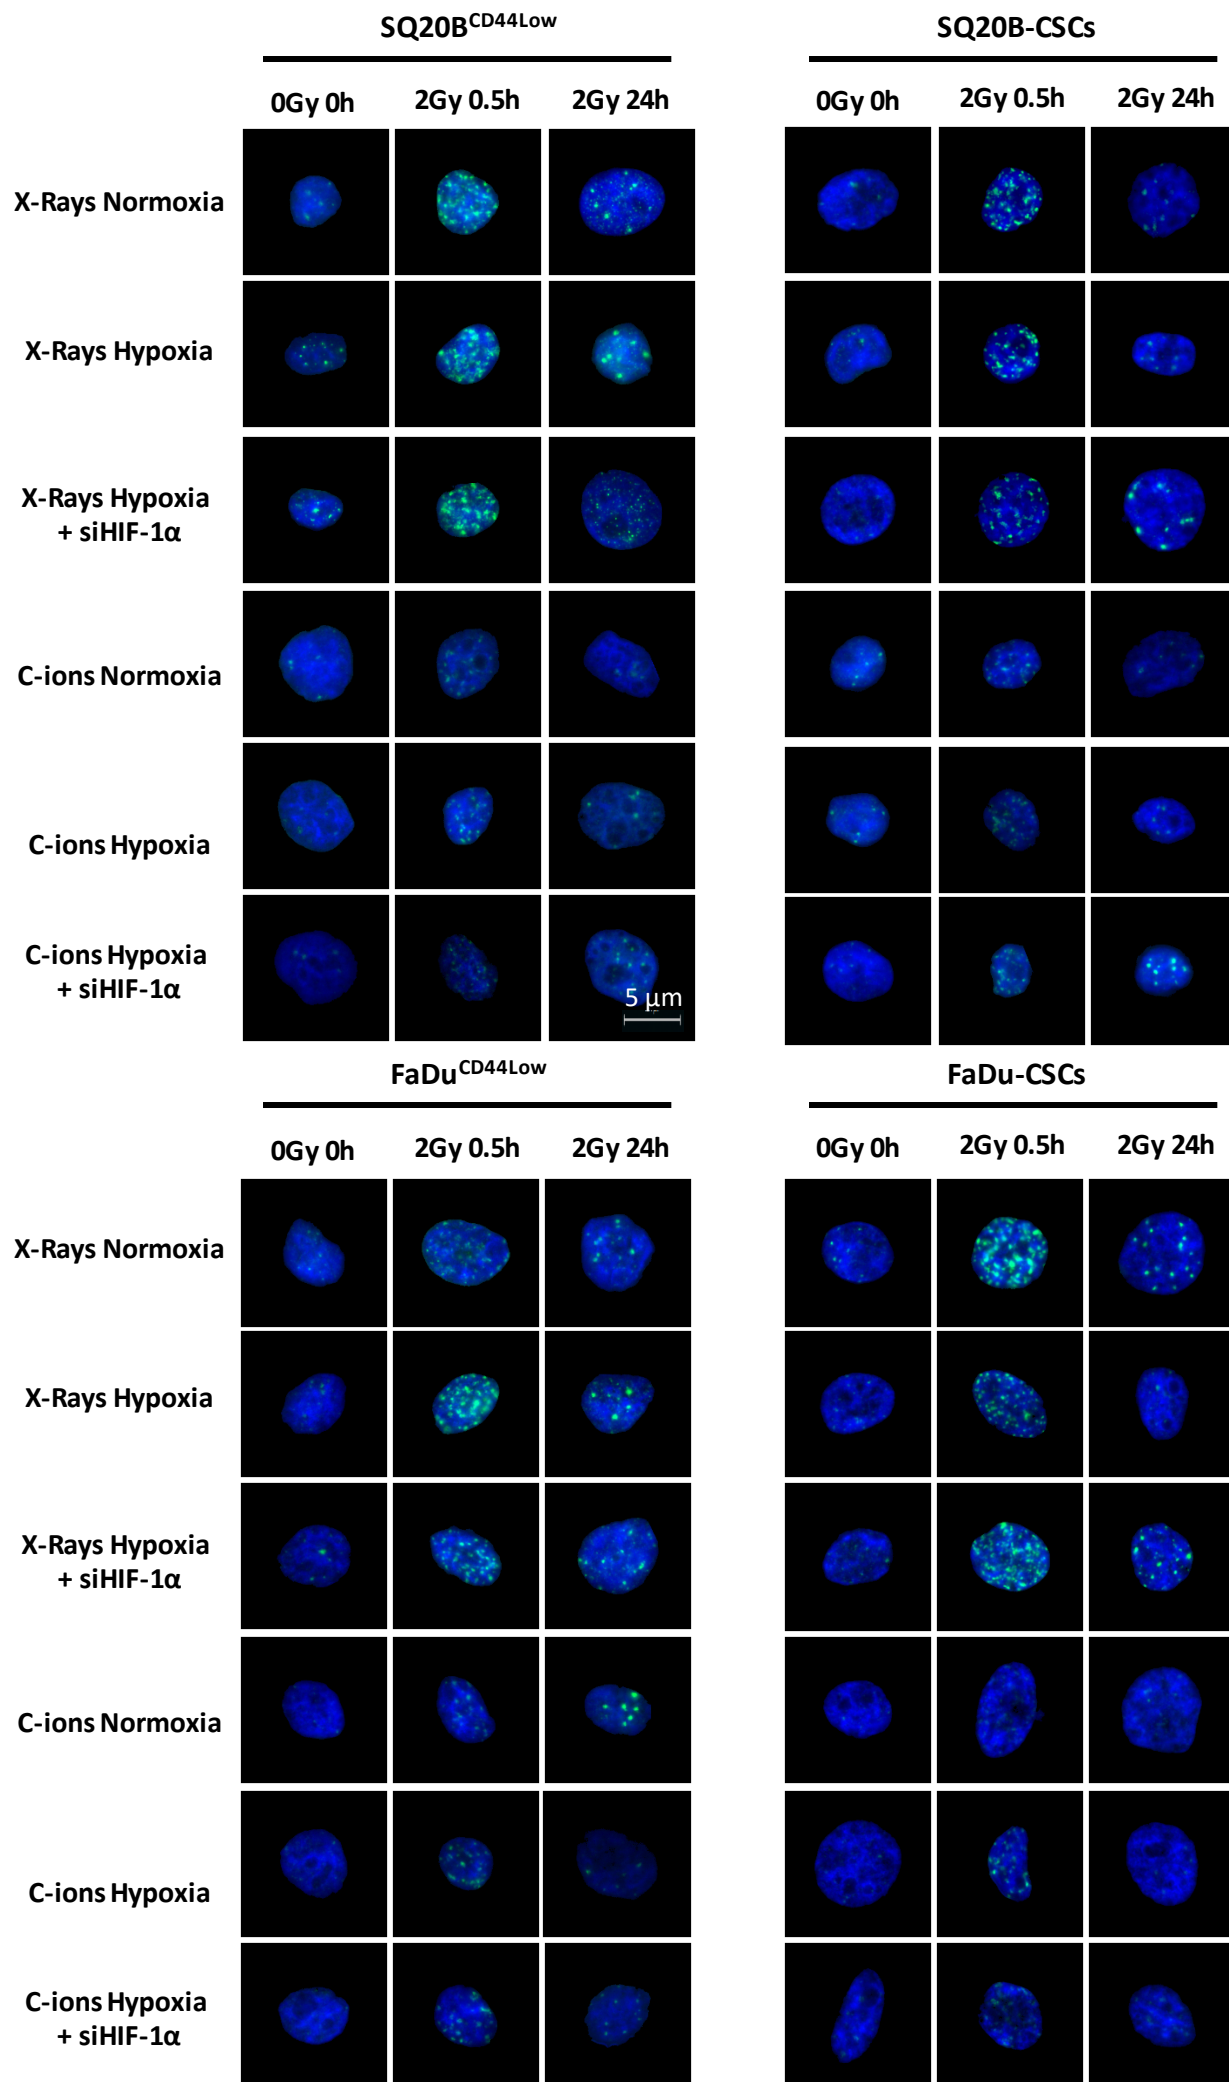 SQ20B^CD44Low SQ20B-CSCs
0Gy 0h 2Gy 0.5h 2Gy 24h 0Gy 0h 2Gy 0.5h 2Gy 24h
X-Rays Normoxia
X-Rays Hypoxia
X-Rays Hypoxia
+ siHIF-1α
C-ions Normoxia
C-ions Hypoxia
C-ions Hypoxia
+ siHIF-1α
5 µm
FaDu^CD44Low FaDu-CSCs
0Gy 0h 2Gy 0.5h 2Gy 24h 0Gy 0h 2Gy 0.5h 2Gy 24h
X-Rays Normoxia
X-Rays Hypoxia
X-Rays Hypoxia
+ siHIF-1α
C-ions Normoxia
C-ions Hypoxia
C-ions Hypoxia
+ siHIF-1α